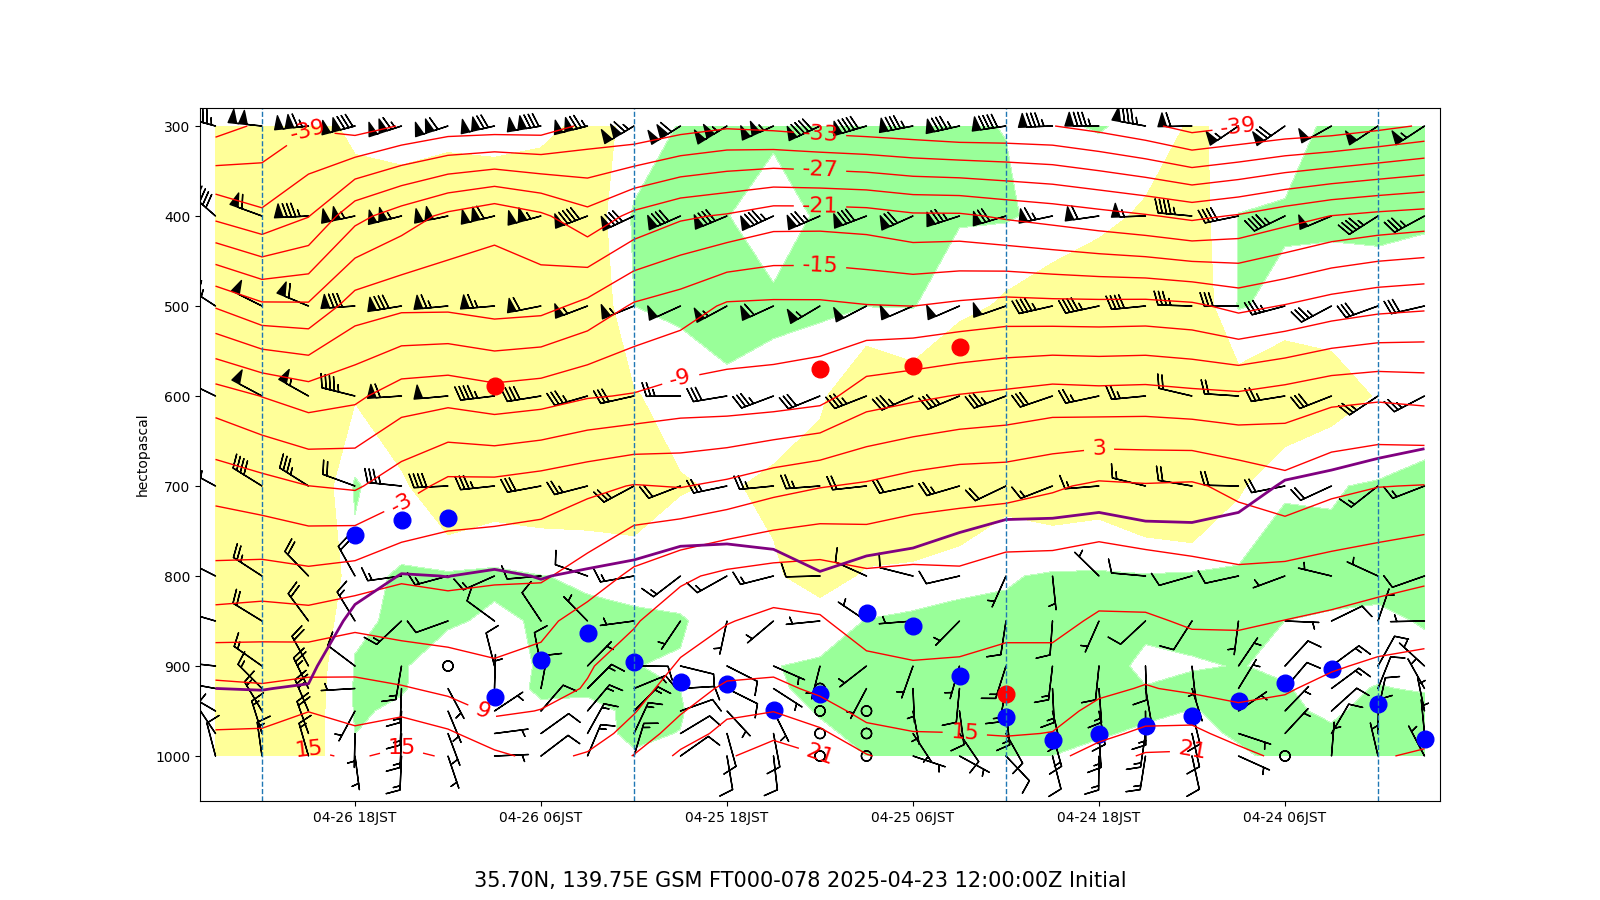 300
400
500
600
700
800
900
1000
hectopascal
-39
-33
-39
-27
-21
-15
-9
3
-3
9
15
15
21
15
21
04-26 18JST
04-26 06JST
04-25 18JST
04-25 06JST
04-24 18JST
04-24 06JST
35.70N, 139.75E GSM FT000-078 2025-04-23 12:00:00Z Initial